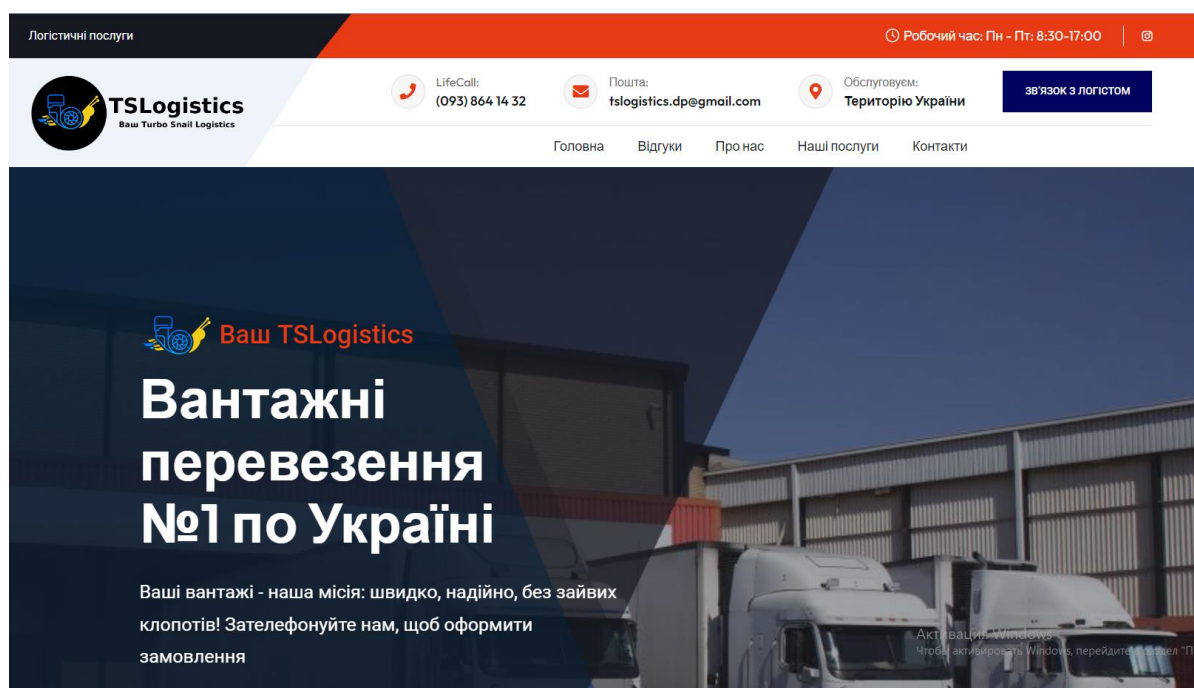 Логістичні послуги
Робочий час: Пн - Пт: 8:30-17:00
TSLogistics
Ваш Turbo Snail Logistics
LifeCall:
(093) 864 14 32
Пошта:
tslogistics.dp@gmail.com
Обслуговуєм:
Територію України
ЗВ'ЯЗОК З ЛОГІСТОМ
Головна Відгуки Про нас Наші послуги Контакти
Ваш TSLogistics
Вантажні
перевезення
№1 по Україні
Ваші вантажі - наша місія: швидко, надійно, без зайвих
клопотів! Зателефонуйте нам, щоб оформити
замовлення
Активация Windows
Чтобы активировать Windows, перейдите в раздел "П